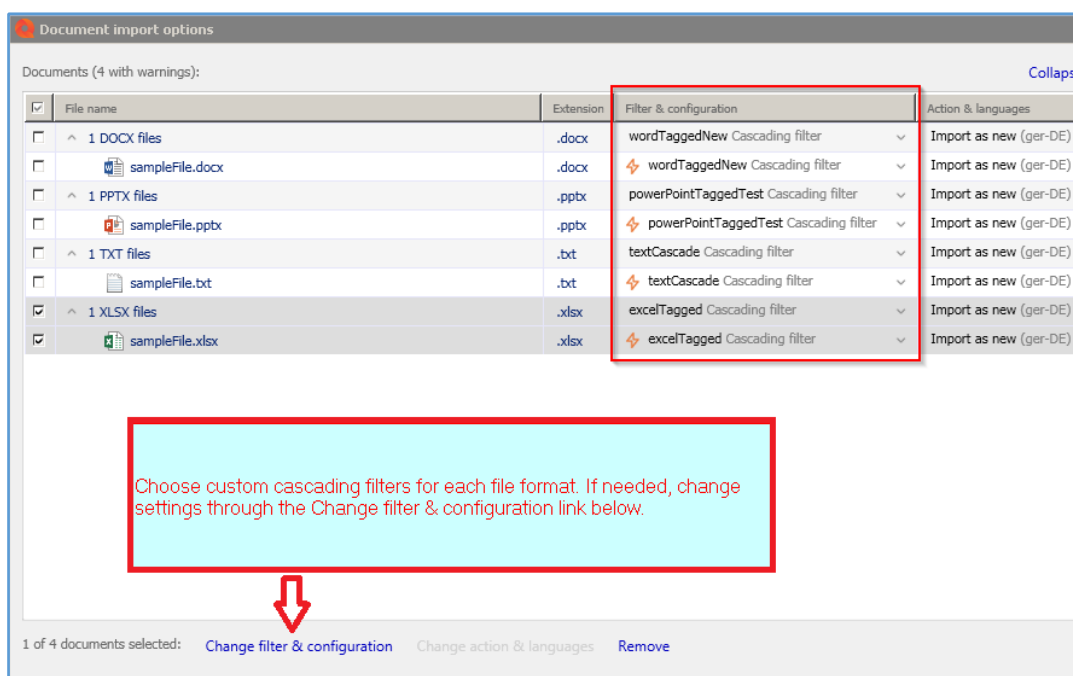 Document import options
Documents (4 with warnings):
Collaps
File name Extension Filter & configuration Action & languages
1 DOCX files .docx wordTaggedNew Cascading filter Import as new (ger-DE)
sampleFile.docx .docx wordTaggedNew Cascading filter Import as new (ger-DE)
1 PPTX files .pptx powerPointTaggedTest Cascading filter Import as new (ger-DE)
sampleFile.pptx .pptx powerPointTaggedTest Cascading filter Import as new (ger-DE)
1 TXT files .txt textCascade Cascading filter Import as new (ger-DE)
sampleFile.txt .txt textCascade Cascading filter Import as new (ger-DE)
1 XLSX files .xlsx excelTagged Cascading filter Import as new (ger-DE)
sampleFile.xlsx .xlsx excelTagged Cascading filter Import as new (ger-DE)
Choose custom cascading filters for each file format. If needed, change
settings through the Change filter & configuration link below.
1 of 4 documents selected: Change filter & configuration Change action & languages Remove